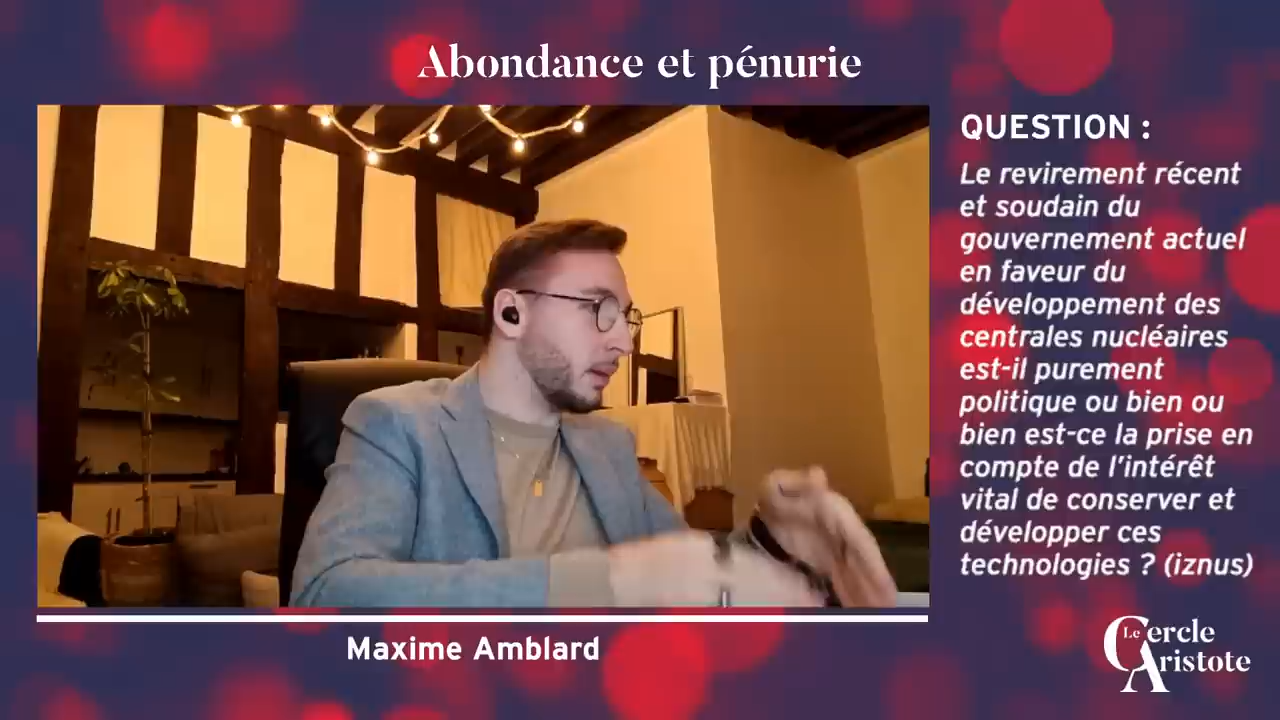 Abondance et pénurie
QUESTION :
Le revirement récent
et soudain du
gouvernement actuel
en faveur du
développement des
centrales nucléaires
est-il purement
politique ou bien ou
bien est-ce la prise en
compte de l'intérêt
vital de conserver et
développer ces
technologies ? (iznus)
Maxime Amblard
Le Cercle
Aristote